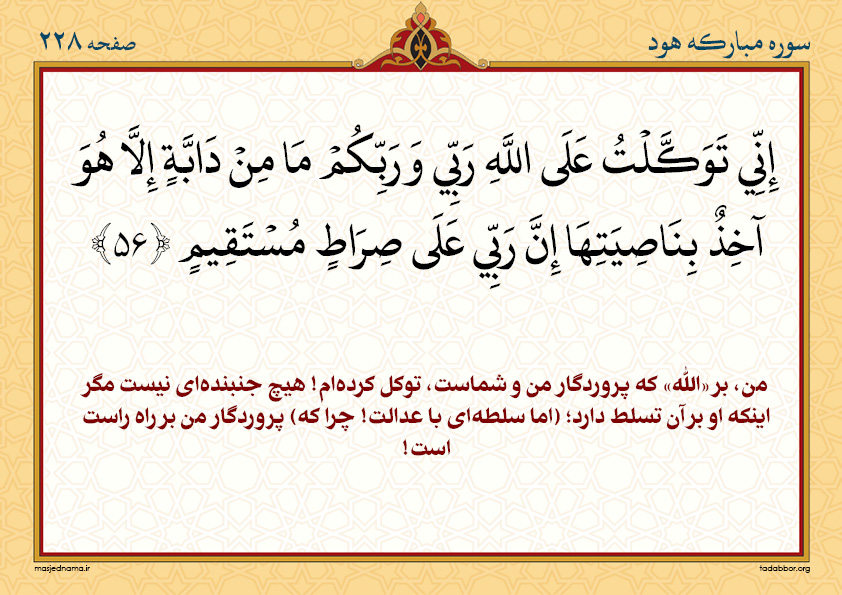 سوره مبارکه هود
صفحه ۲۲۸
إِنِّي تَوَكَّلْتُ عَلَى اللَّهِ رَبِّي وَرَبِّكُمْ مَا مِنْ دَابَّةٍ إِلَّا هُوَ
آخِذٌ بِنَاصِيَتِهَا إِنَّ رَبِّي عَلَى صِرَاطٍ مُسْتَقِيمٍ ﴿۵۶﴾
من، بر «الله» که پروردگار من و شماست، توکل کرده‌ام! هیچ جنبنده‌ای نیست مگر
اینکه او بر آن تسلط دارد؛ (اما سلطه‌ای با عدالت! چرا که) پروردگار من بر راه راست
است!
masjednama.ir
tadabbor.org